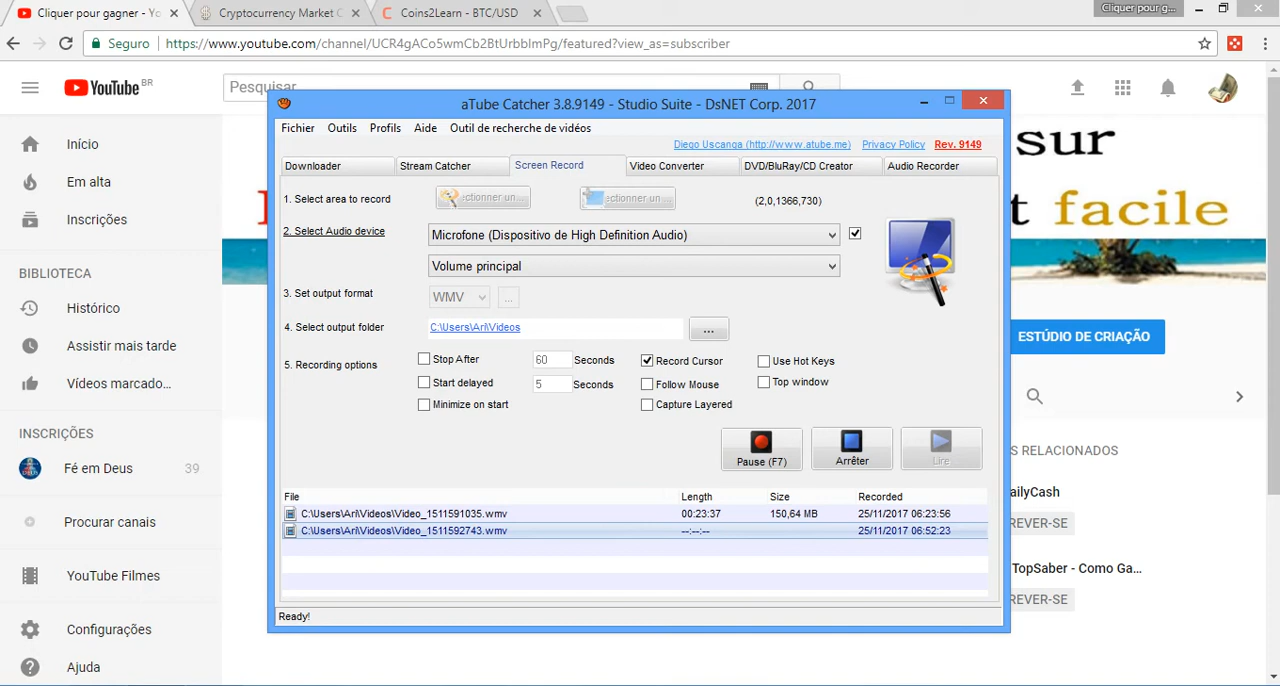 Cliquer pour gagner - Yo
Cryptocurrency Market C
Coins2Learn - BTC/USD
Cliquer pour g...
Seguro
https://www.youtube.com/channel/UCR4gACo5wmCb2BtUrbbImPg/featured?view_as=subscriber
YouTube BR
Pesquisar
Início
Em alta
Inscrições
BIBLIOTECA
Histórico
Assistir mais tarde
Vídeos marcado...
INSCRIÇÕES
Fé em Deus 39
Procurar canais
YouTube Filmes
Configurações
Ajuda
aTube Catcher 3.8.9149 - Studio Suite - DsNET Corp. 2017
Fichier Outils Profils Aide Outil de recherche de vidéos
Diego Uscanga (http://www.atube.me) Privacy Policy Rev. 9149
Downloader Stream Catcher Screen Record Video Converter DVD/BluRay/CD Creator Audio Recorder
1. Select area to record ectionner un... ectionner un... (2,0,1366,730)
2. Select Audio device Microfone (Dispositivo de High Definition Audio)
Volume principal
3. Set output format WMV ...
4. Select output folder C:\Users\Ari\Videos ...
5. Recording options
Stop After 60 Seconds Record Cursor Use Hot Keys
Start delayed 5 Seconds Follow Mouse Top window
Minimize on start Capture Layered
Pause (F7) Arrêter Lire
File Length Size Recorded
C:\Users\Ari\Videos\Video_1511591035.wmv 00:23:37 150,64 MB 25/11/2017 06:23:56
C:\Users\Ari\Videos\Video_1511592743.wmv --:--:-- 25/11/2017 06:52:23
Ready!
sur
t facile
ESTÚDIO DE CRIAÇÃO
S RELACIONADOS
ailyCash
REVER-SE
TopSaber - Como Ga...
REVER-SE